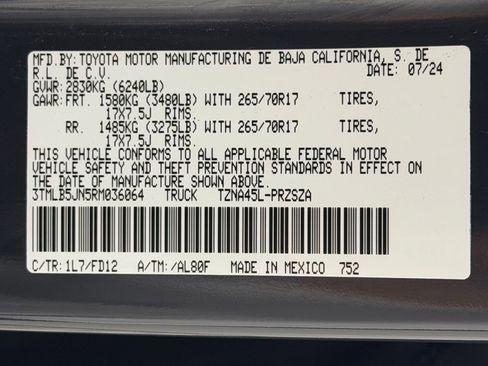 MFD.BY: TOYOTA MOTOR MANUFACTURING DE BAJA CALIFORNIA, S. DE
R.L. DE C.V. DATE: 07/24
GVWR: 2830KG (6240LB)
GAWR: FRT. 1580KG (3480LB) WITH 265/70R17 TIRES,
17X7.5J RIMS.
RR. 1485KG (3275LB) WITH 265/70R17 TIRES,
17X7.5J RIMS.
THIS VEHICLE CONFORMS TO ALL APPLICABLE FEDERAL MOTOR
VEHICLE SAFETY AND THEFT PREVENTION STANDARDS IN EFFECT ON
THE DATE OF MANUFACTURE SHOWN ABOVE.
3TMLB5JN5RM036064 TRUCK TZNA45L-PRZSZA
C/TR: 1L7/FD12 A/TM: /AL80F MADE IN MEXICO 752